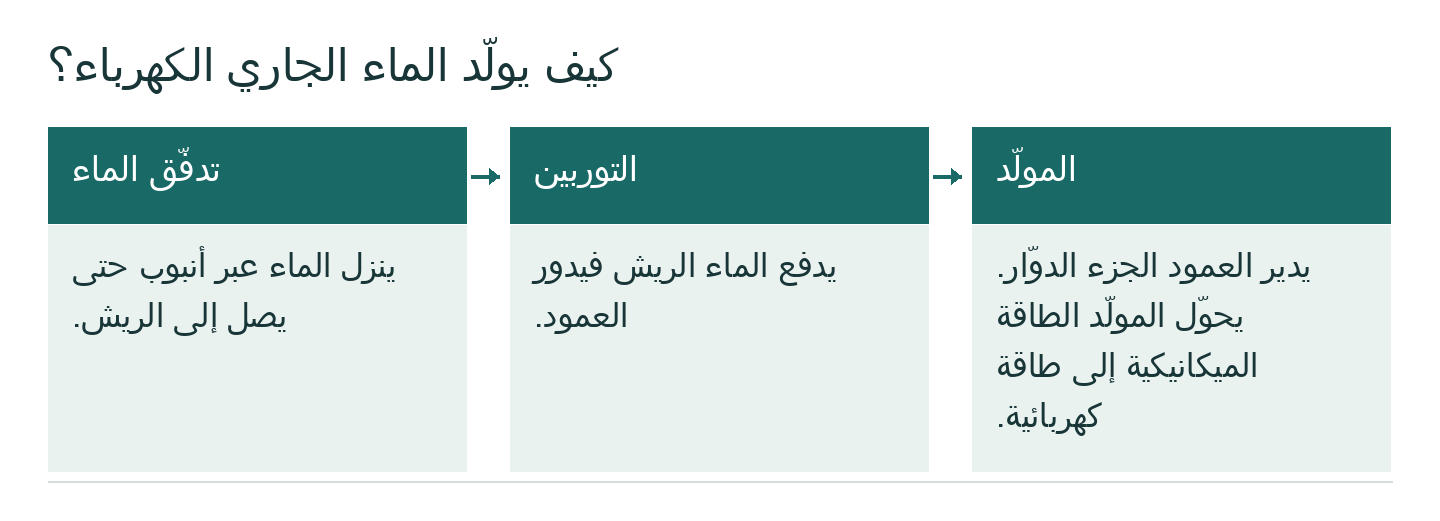 كيف يولّد الماء الجاري الكهرباء؟
تدفّق الماء
ينزل الماء عبر أنبوب حتى
يصل إلى الريش.
التوربين
يدفع الماء الريش فيدور
العمود.
المولّد
يدير العمود الجزء الدوّار.
يحوّل المولّد الطاقة
الميكانيكية إلى طاقة
كهربائية.